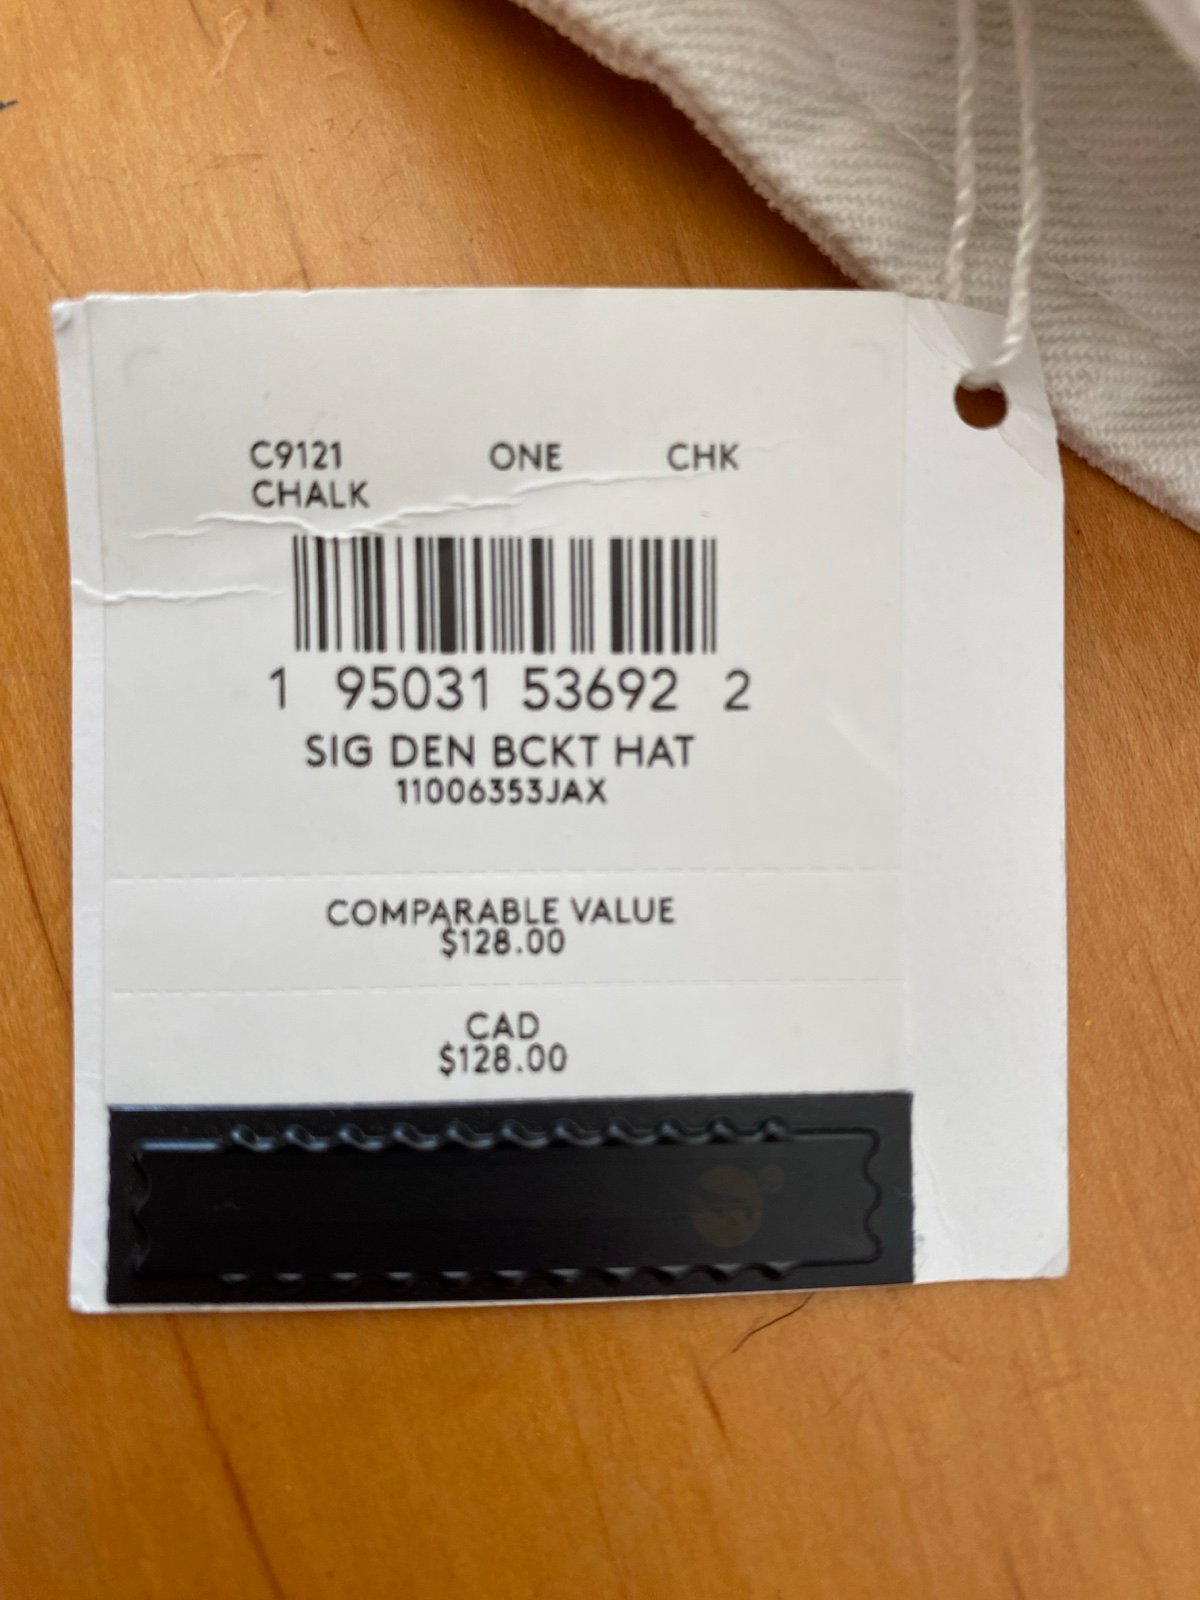 C9121 ONE CHK
CHALK
1 95031 53692 2
SIG DEN BCKT HAT
11006353JAX
COMPARABLE VALUE
$128.00
CAD
$128.00